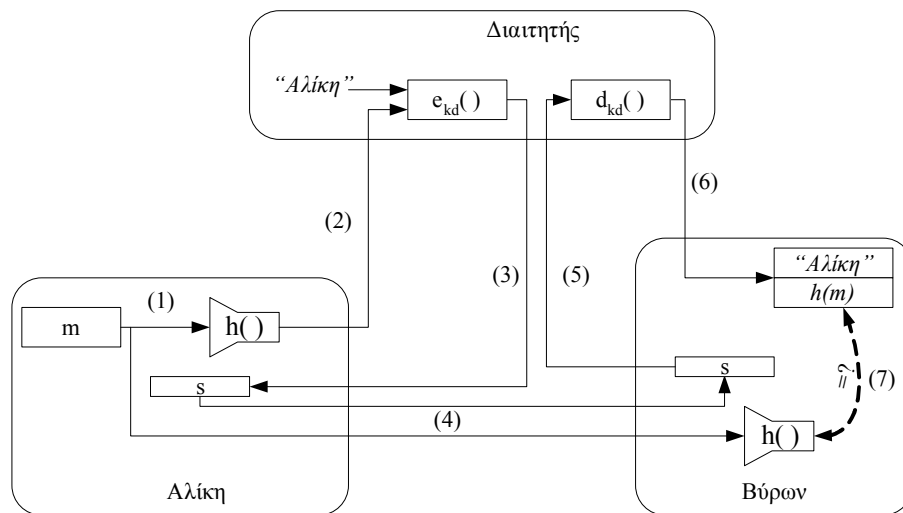 Διαιτητής
“Αλίκη”
e_kd( )
d_kd( )
(2)
(3)
(5)
(6)
(1)
m
h( )
s
(4)
Αλίκη
“Αλίκη”
h(m)
s
=?
(7)
h( )
Βύρων